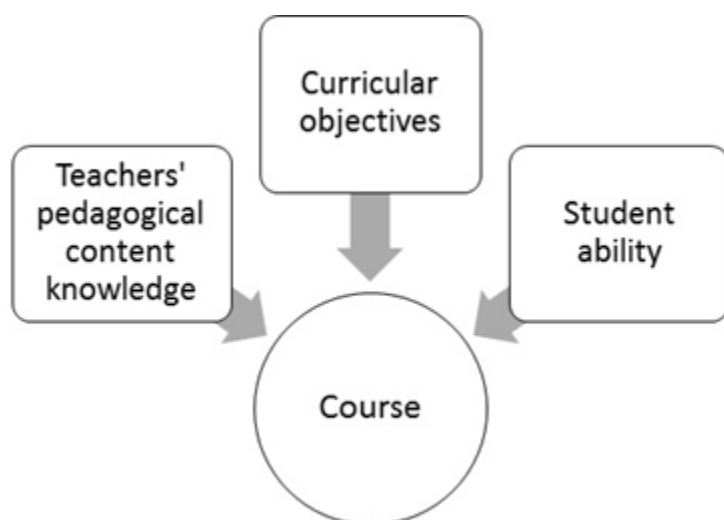 Curricular
objectives
Teachers'
pedagogical
content
knowledge
Student
ability
Course